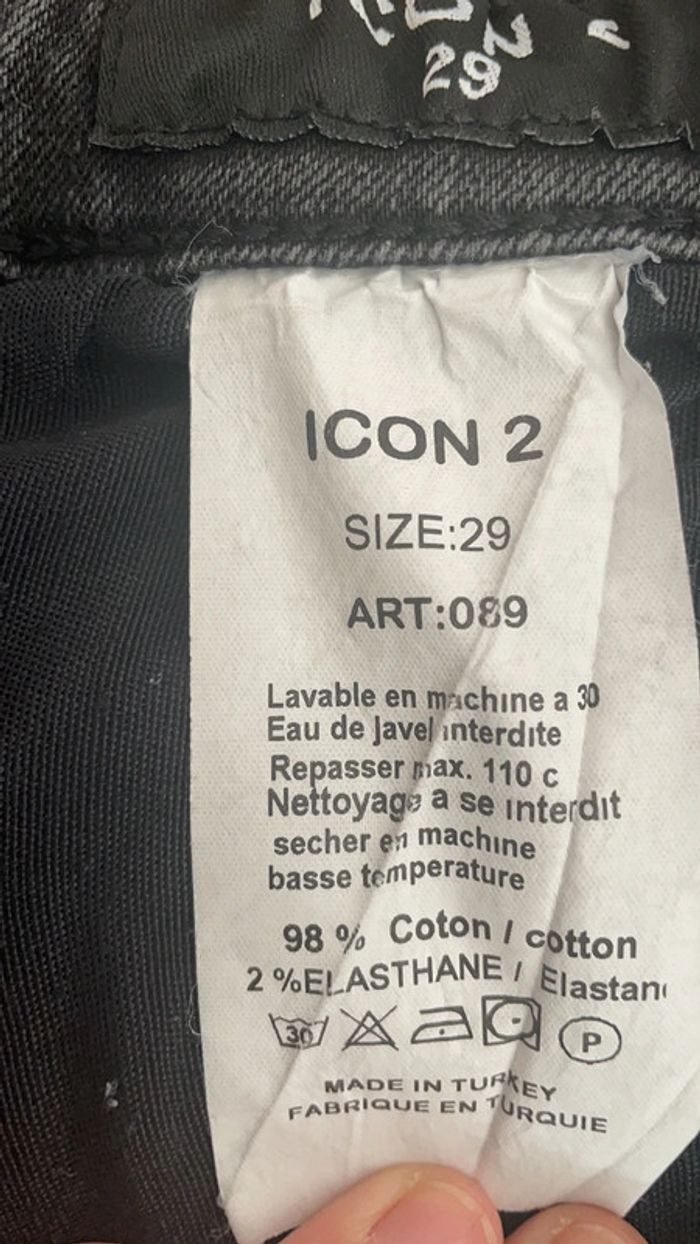 29
ICON 2
SIZE:29
ART:089
Lavable en machine a 30
Eau de Javel interdite
Repasser max. 110 c
Nettoyage a se interdit
secher en machine
basse temperature
98 % Coton / cotton
2 %ELASTHANE / Elastan
30 P
MADE IN TURKEY
FABRIQUE EN TURQUIE